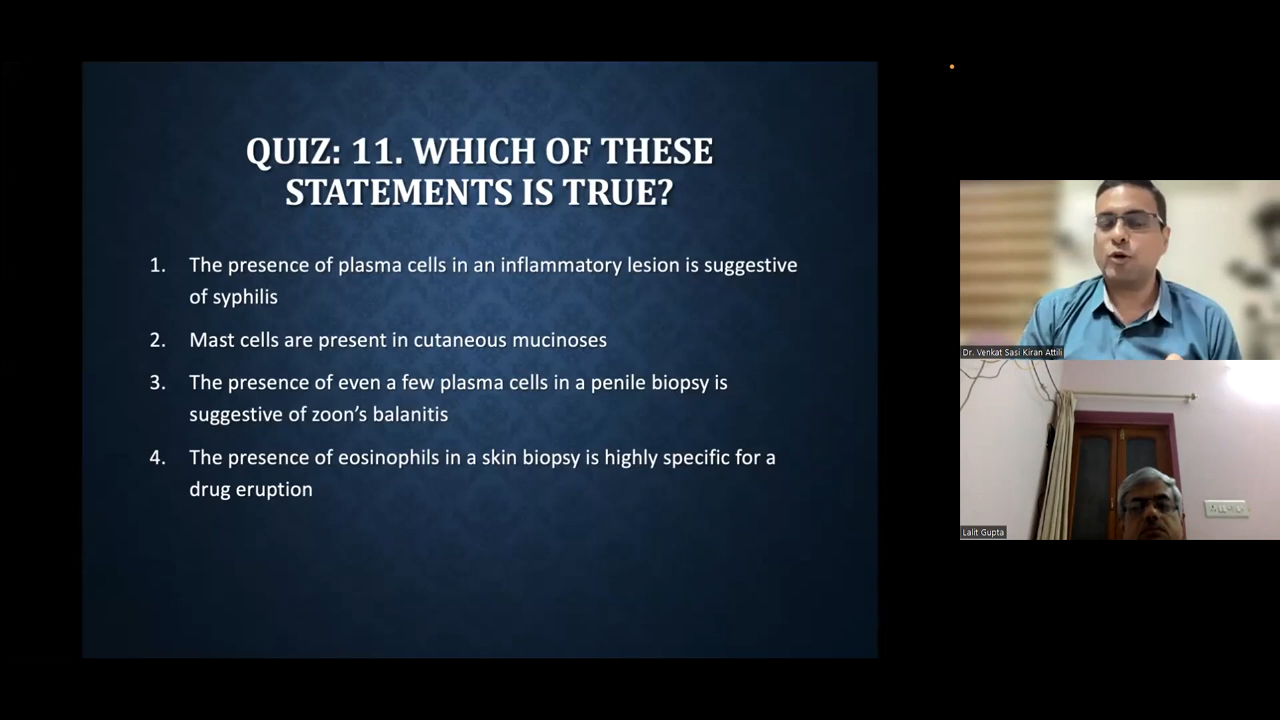 QUIZ: 11. WHICH OF THESE
STATEMENTS IS TRUE?
1. The presence of plasma cells in an inflammatory lesion is suggestive
of syphilis
2. Mast cells are present in cutaneous mucinoses
3. The presence of even a few plasma cells in a penile biopsy is
suggestive of zoon's balanitis
4. The presence of eosinophils in a skin biopsy is highly specific for a
drug eruption
Dr. Venkat Sasi Kiran Attili
Lalit Gupta